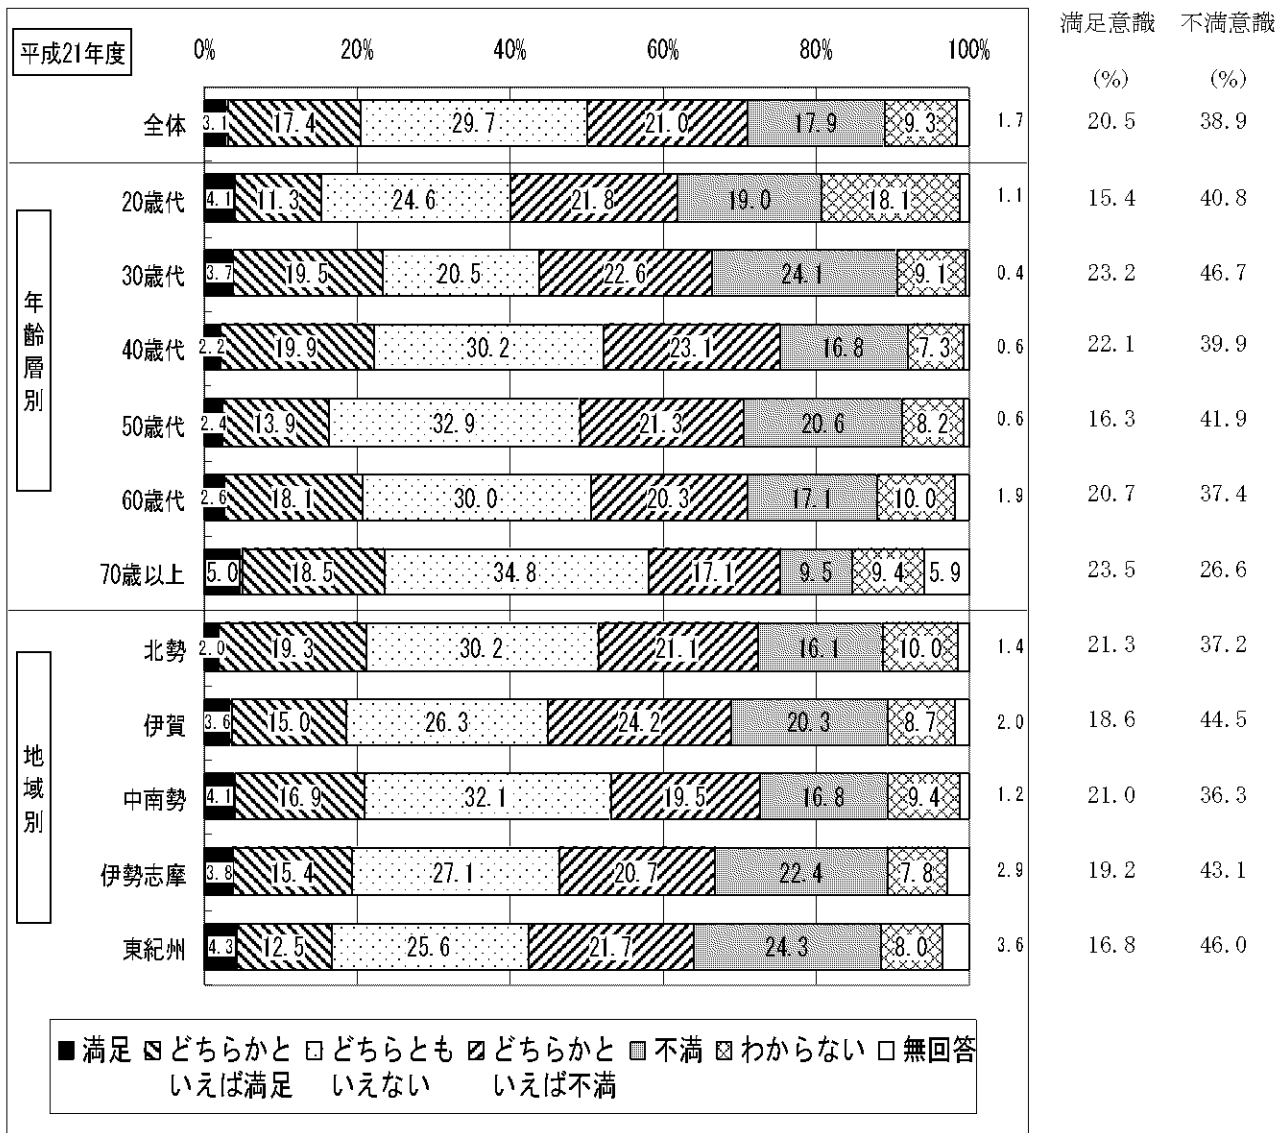 満足意識 不満意識
平成21年度 0% 20% 40% 60% 80% 100%
(%) (%)
全体 3.1 17.4 29.7 21.0 17.9 9.3 1.7 20.5 38.9
年齢層別
20歳代 4.1 11.3 24.6 21.8 19.0 18.1 1.1 15.4 40.8
30歳代 3.7 19.5 20.5 22.6 24.1 9.1 0.4 23.2 46.7
40歳代 2.2 19.9 30.2 23.1 16.8 7.3 0.6 22.1 39.9
50歳代 2.4 13.9 32.9 21.3 20.6 8.2 0.6 16.3 41.9
60歳代 2.6 18.1 30.0 20.3 17.1 10.0 1.9 20.7 37.4
70歳以上 5.0 18.5 34.8 17.1 9.5 9.4 5.9 23.5 26.6
地域別
北勢 2.0 19.3 30.2 21.1 16.1 10.0 1.4 21.3 37.2
伊賀 3.6 15.0 26.3 24.2 20.3 8.7 2.0 18.6 44.5
中南勢 4.1 16.9 32.1 19.5 16.8 9.4 1.2 21.0 36.3
伊勢志摩 3.8 15.4 27.1 20.7 22.4 7.8 2.9 19.2 43.1
東紀州 4.3 12.5 25.6 21.7 24.3 8.0 3.6 16.8 46.0
満足 どちらかと どちらとも どちらかと 不満 わからない 無回答
いえば満足 いえない いえば不満